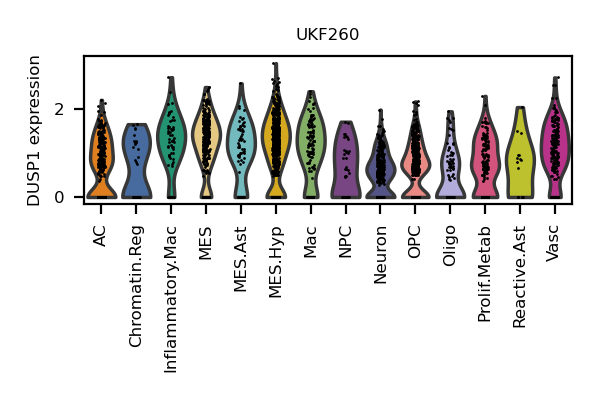 UKF260
DUSP1 expression
2
0
AC
Chromatin.Reg
Inflammatory.Mac
MES
MES.Ast
MES.Hyp
Mac
NPC
Neuron
OPC
Oligo
Prolif.Metab
Reactive.Ast
Vasc